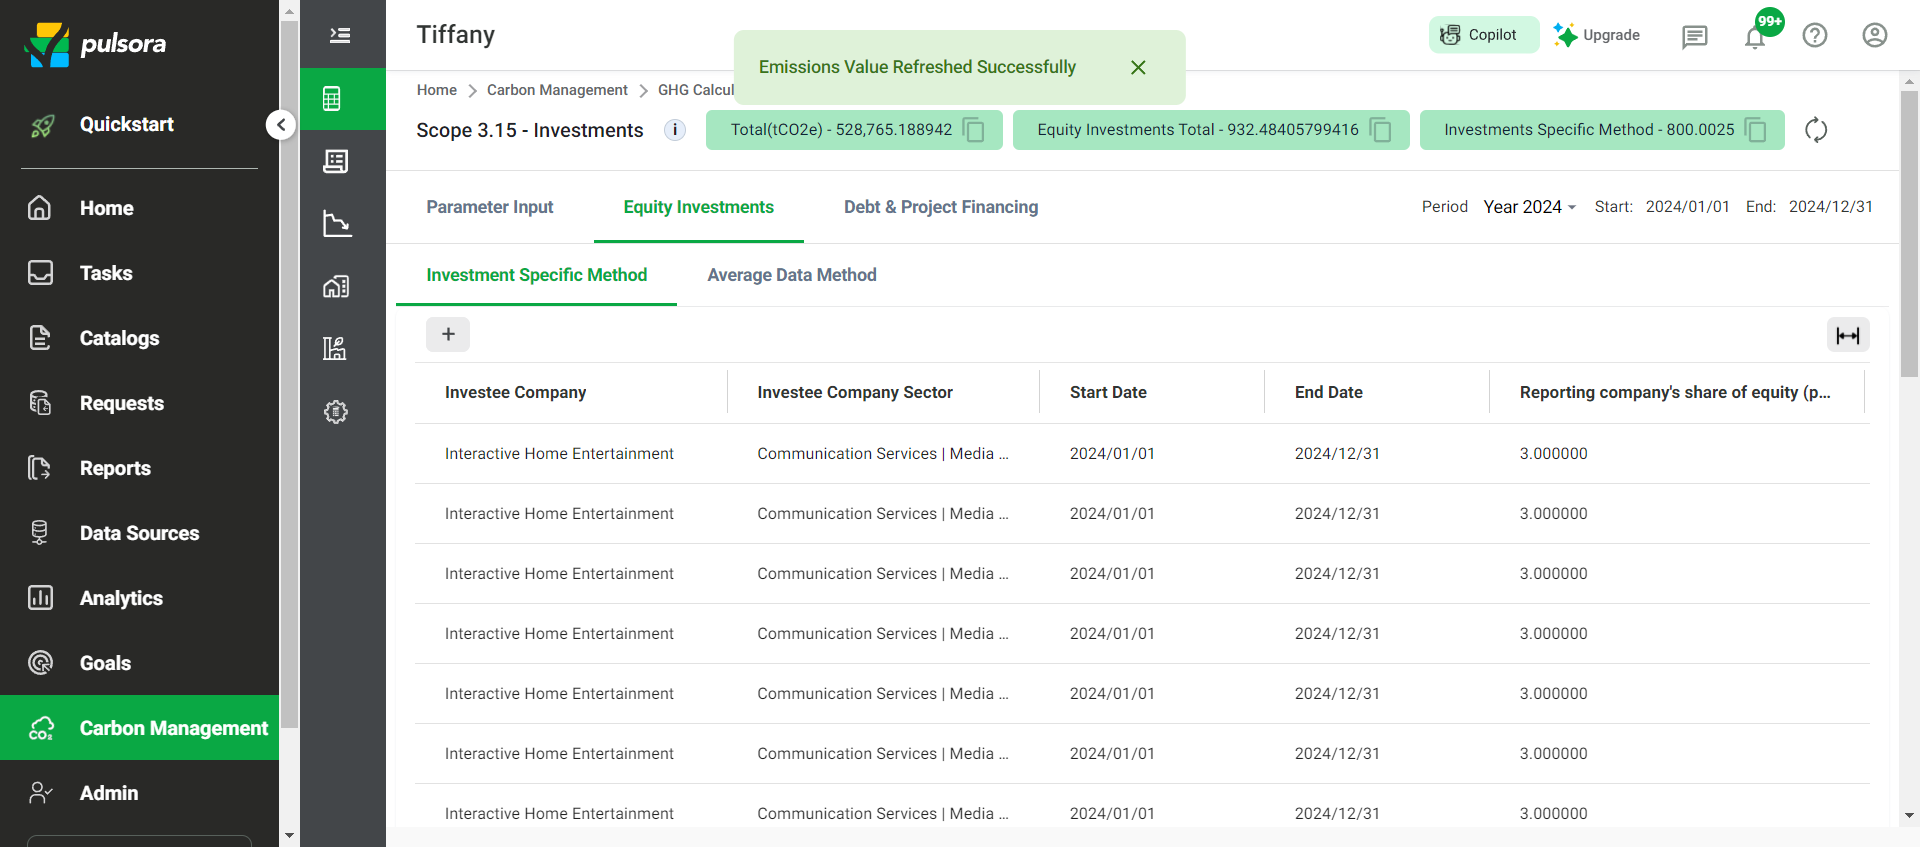 pulsora
Quickstart
Home
Tasks
Catalogs
Requests
Reports
Data Sources
Analytics
Goals
CO₂
Carbon Management
Admin
Tiffany
Emissions Value Refreshed Successfully
Copilot
Upgrade
99+
Home > Carbon Management > GHG Calcul
Scope 3.15 - Investments
i
Total(tCO2e) - 528,765.188942
Equity Investments Total - 932.48405799416
Investments Specific Method - 800.0025
Parameter Input
Equity Investments
Debt & Project Financing
Period Year 2024 Start: 2024/01/01 End: 2024/12/31
Investment Specific Method
Average Data Method
+
Investee Company Investee Company Sector Start Date End Date Reporting company's share of equity (p...
Interactive Home Entertainment Communication Services | Media ... 2024/01/01 2024/12/31 3.000000
Interactive Home Entertainment Communication Services | Media ... 2024/01/01 2024/12/31 3.000000
Interactive Home Entertainment Communication Services | Media ... 2024/01/01 2024/12/31 3.000000
Interactive Home Entertainment Communication Services | Media ... 2024/01/01 2024/12/31 3.000000
Interactive Home Entertainment Communication Services | Media ... 2024/01/01 2024/12/31 3.000000
Interactive Home Entertainment Communication Services | Media ... 2024/01/01 2024/12/31 3.000000
Interactive Home Entertainment Communication Services | Media ... 2024/01/01 2024/12/31 3.000000